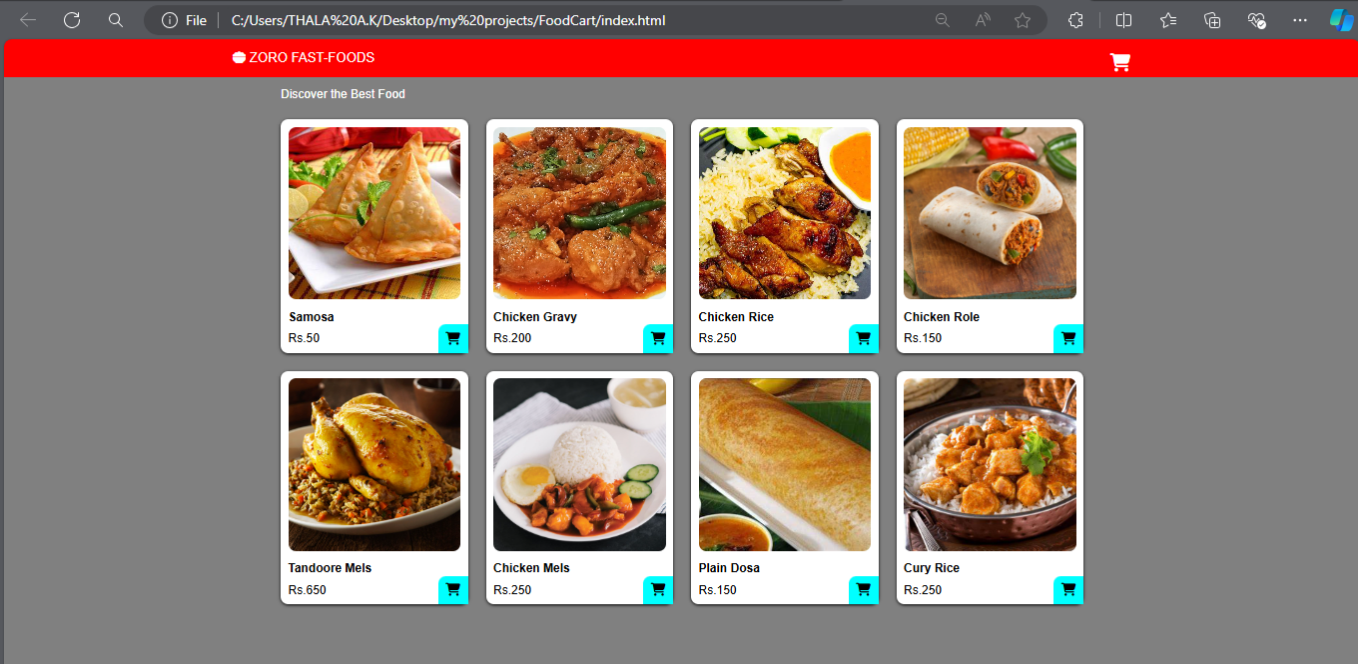 File
C:/Users/THALA%20A.K/Desktop/my%20projects/FoodCart/index.html
ZORO FAST-FOODS
Discover the Best Food
Samosa
Rs.50
Chicken Gravy
Rs.200
Chicken Rice
Rs.250
Chicken Role
Rs.150
Tandoore Mels
Rs.650
Chicken Mels
Rs.250
Plain Dosa
Rs.150
Cury Rice
Rs.250